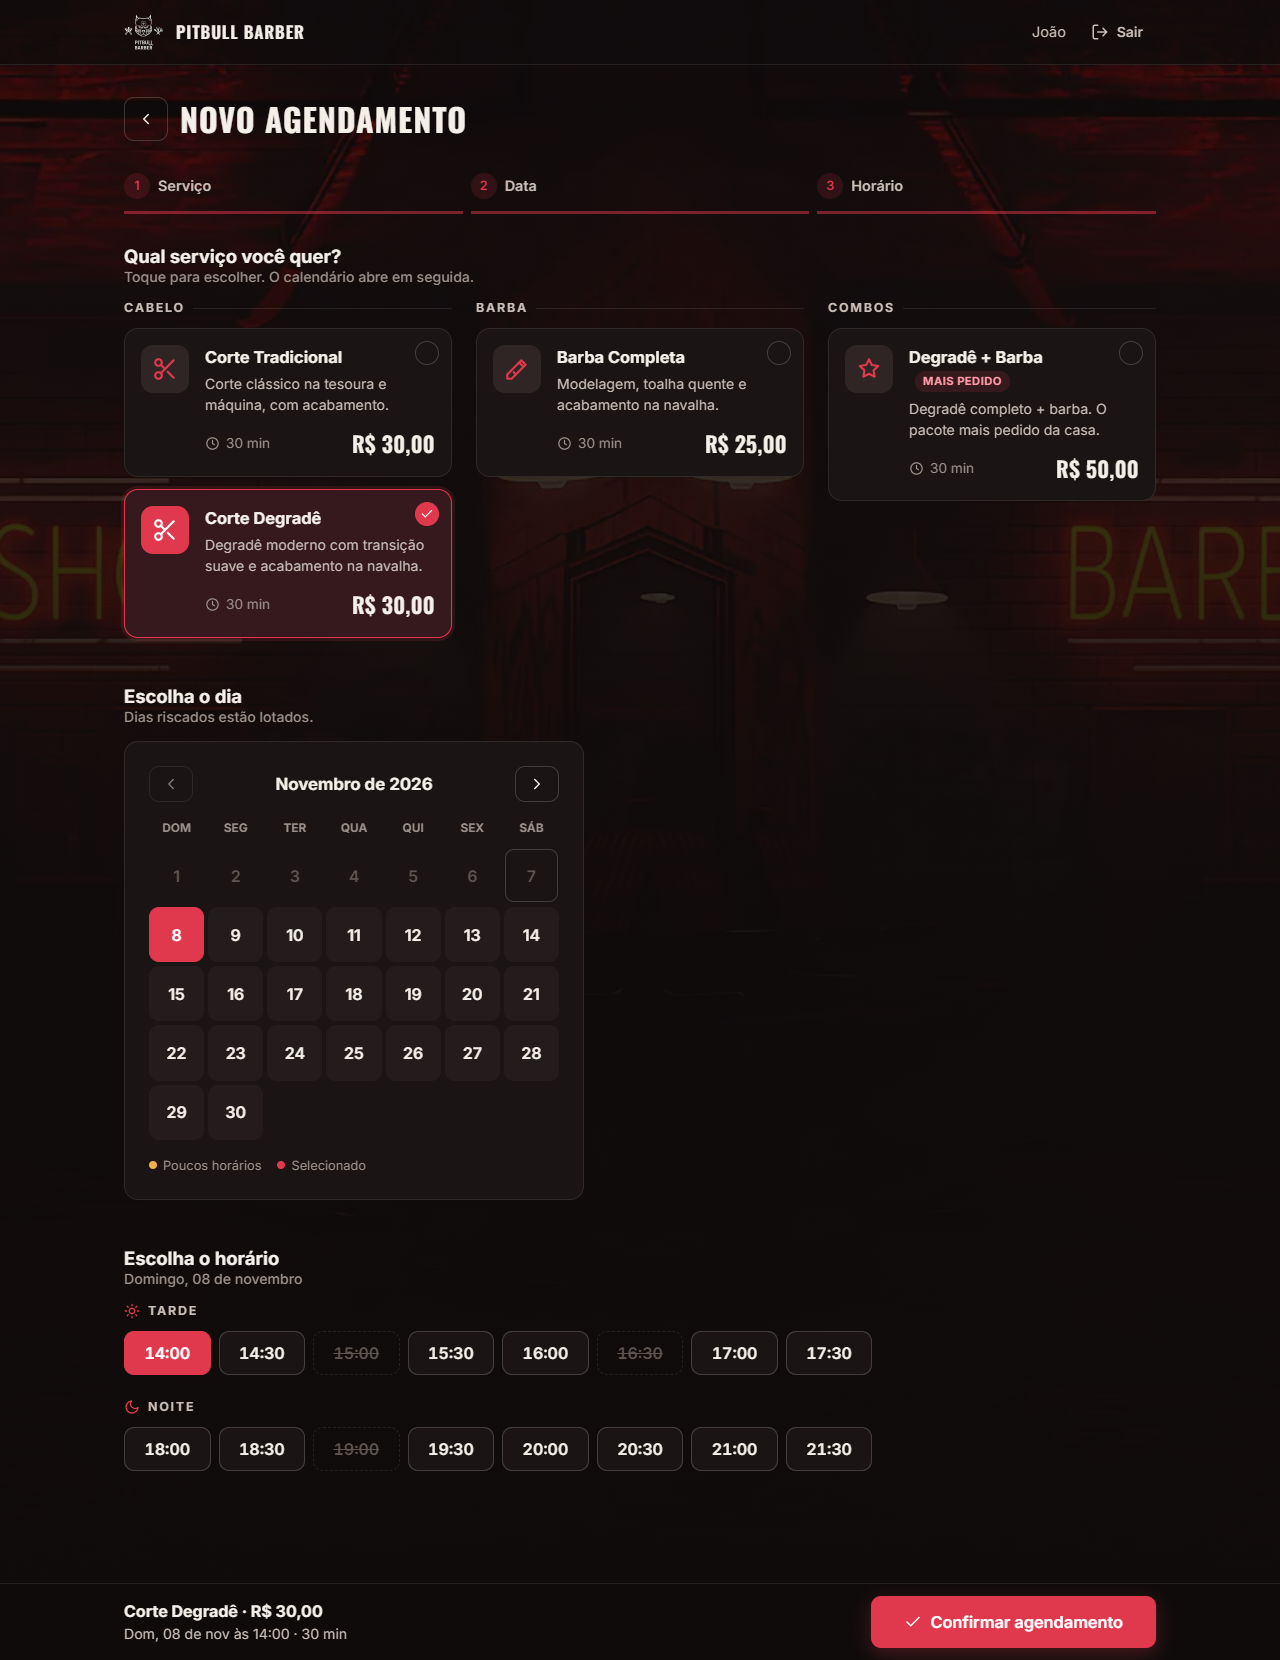 PITBULL BARBER
PITBULL BARBER
João
Sair
NOVO AGENDAMENTO
1 Serviço
2 Data
3 Horário
Qual serviço você quer?
Toque para escolher. O calendário abre em seguida.
CABELO
Corte Tradicional
Corte clássico na tesoura e
máquina, com acabamento.
30 min R$ 30,00
Corte Degradê
Degradê moderno com transição
suave e acabamento na navalha.
30 min R$ 30,00
BARBA
Barba Completa
Modelagem, toalha quente e
acabamento na navalha.
30 min R$ 25,00
COMBOS
Degradê + Barba
MAIS PEDIDO
Degradê completo + barba. O
pacote mais pedido da casa.
30 min R$ 50,00
SHO
BARB
Escolha o dia
Dias riscados estão lotados.
Novembro de 2026
DOM SEG TER QUA QUI SEX SÁB
1 2 3 4 5 6 7
8 9 10 11 12 13 14
15 16 17 18 19 20 21
22 23 24 25 26 27 28
29 30
Poucos horários Selecionado
Escolha o horário
Domingo, 08 de novembro
TARDE
14:00 14:30 15:00 15:30 16:00 16:30 17:00 17:30
NOITE
18:00 18:30 19:00 19:30 20:00 20:30 21:00 21:30
Corte Degradê · R$ 30,00
Dom, 08 de nov às 14:00 · 30 min
Confirmar agendamento